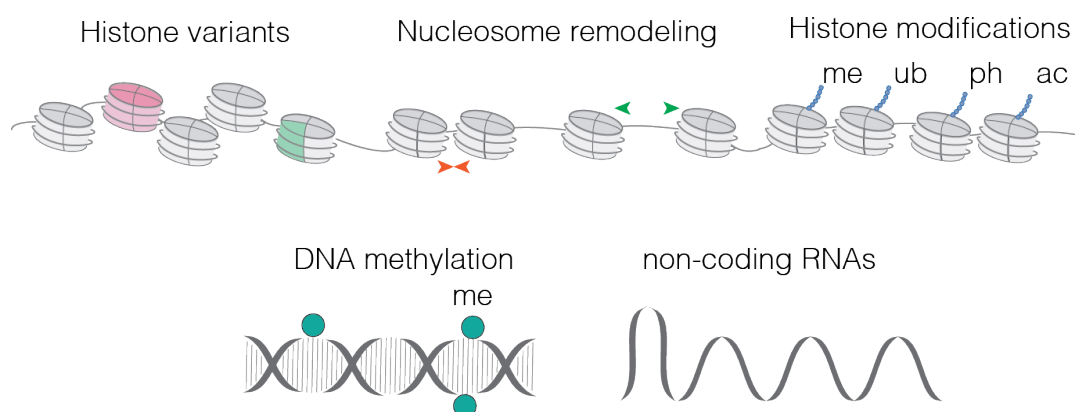 Histone variants
Nucleosome remodeling
Histone modifications
me ub ph ac
DNA methylation
me
non-coding RNAs